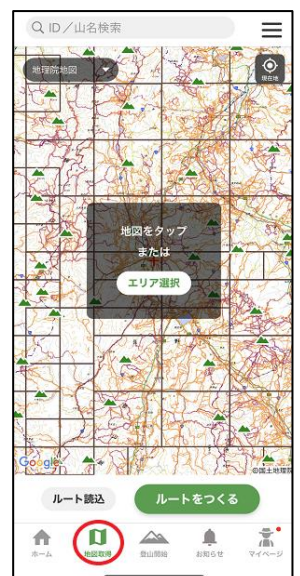 ID／山名検索
地理院地図
現在地
地図をタップ
または
エリア選択
Google
©国土地理院
ルート読込
ルートをつくる
ホーム
地図取得
登山開始
お知らせ
マイページ